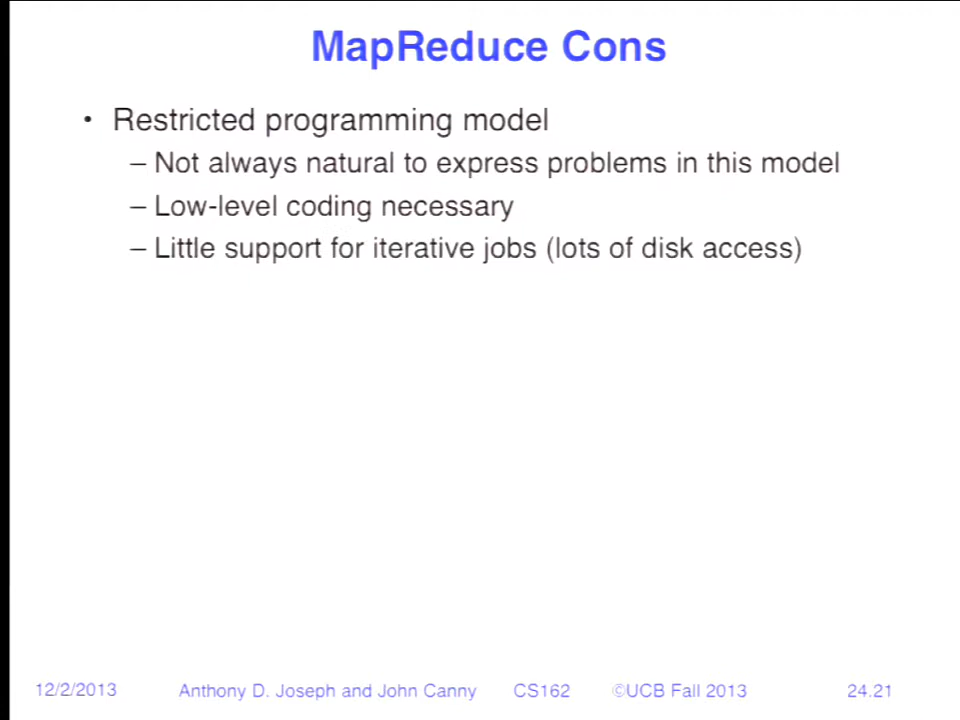 MapReduce Cons
• Restricted programming model
– Not always natural to express problems in this model
– Low-level coding necessary
– Little support for iterative jobs (lots of disk access)
12/2/2013 Anthony D. Joseph and John Canny CS162 ©UCB Fall 2013 24.21